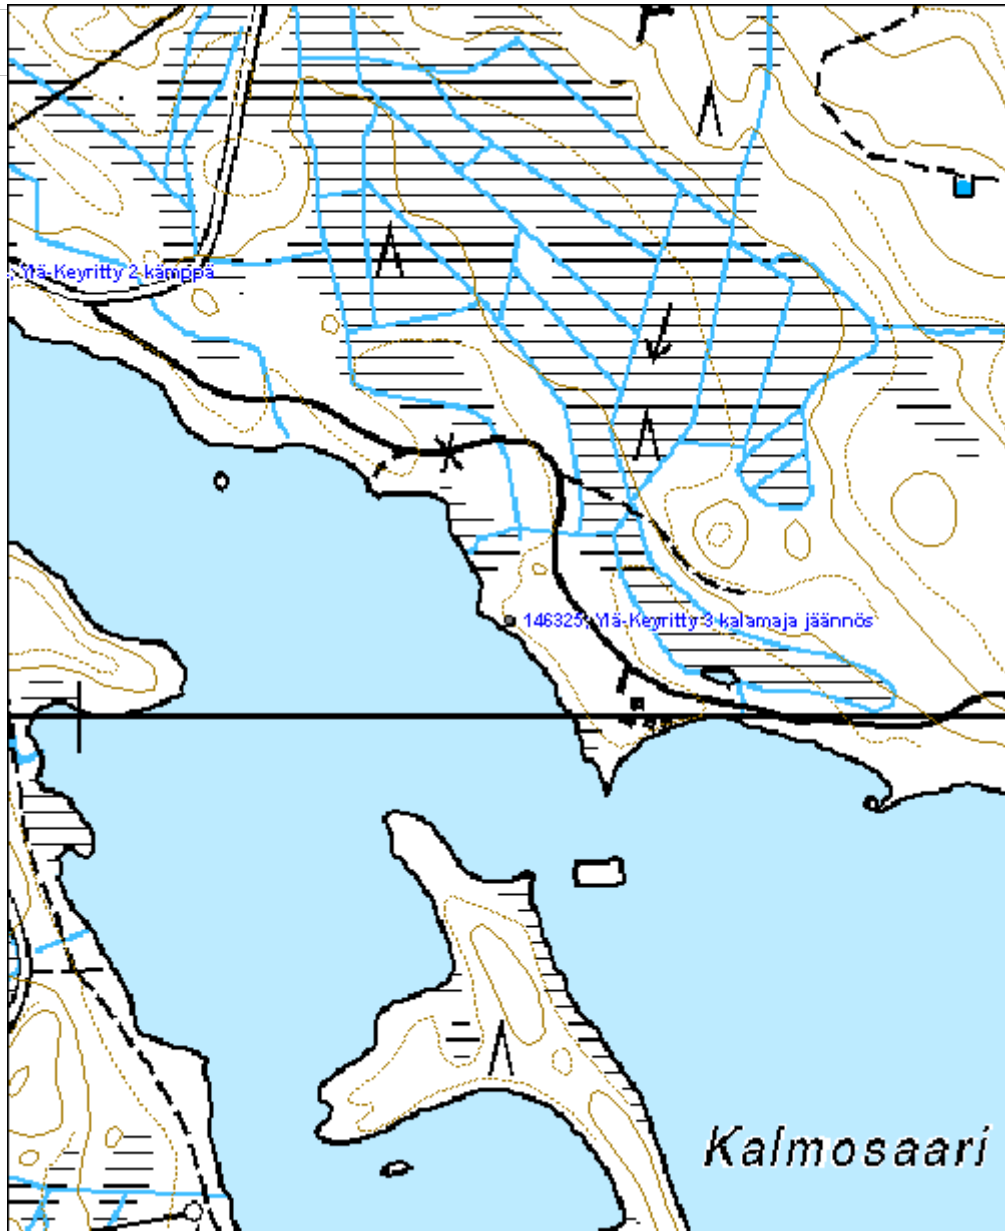 ; Ylä-Keyritty 2 kämppä
146325; Ylä-Keyritty 3 kalamaja jäännös
Kalmosaari